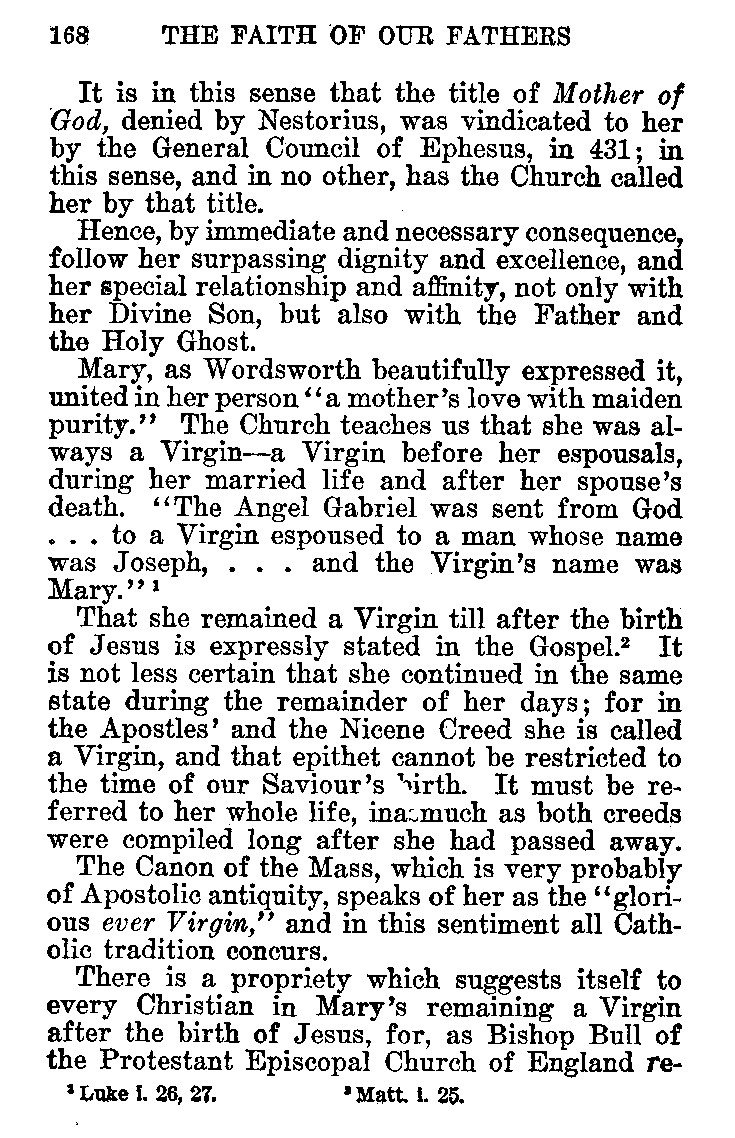 168 THE FAITH OF OUR FATHERS
It is in this sense that the title of Mother of
God, denied by Nestorius, was vindicated to her
by the General Council of Ephesus, in 431; in
this sense, and in no other, has the Church called
her by that title.
Hence, by immediate and necessary consequence,
follow her surpassing dignity and excellence, and
her special relationship and affinity, not only with
her Divine Son, but also with the Father and
the Holy Ghost.
Mary, as Wordsworth beautifully expressed it,
united in her person "a mother's love with maiden
purity." The Church teaches us that she was al-
ways a Virgin—a Virgin before her espousals,
during her married life and after her spouse's
death. "The Angel Gabriel was sent from God
. . . to a Virgin espoused to a man whose name
was Joseph, . . . and the Virgin's name was
Mary."¹
That she remained a Virgin till after the birth
of Jesus is expressly stated in the Gospel.² It
is not less certain that she continued in the same
state during the remainder of her days; for in
the Apostles' and the Nicene Creed she is called
a Virgin, and that epithet cannot be restricted to
the time of our Saviour's birth. It must be re-
ferred to her whole life, inasmuch as both creeds
were compiled long after she had passed away.
The Canon of the Mass, which is very probably
of Apostolic antiquity, speaks of her as the "glori-
ous ever Virgin," and in this sentiment all Cath-
olic tradition concurs.
There is a propriety which suggests itself to
every Christian in Mary's remaining a Virgin
after the birth of Jesus, for, as Bishop Bull of
the Protestant Episcopal Church of England re-
¹ Luke i. 26, 27. ² Matt. i. 25.